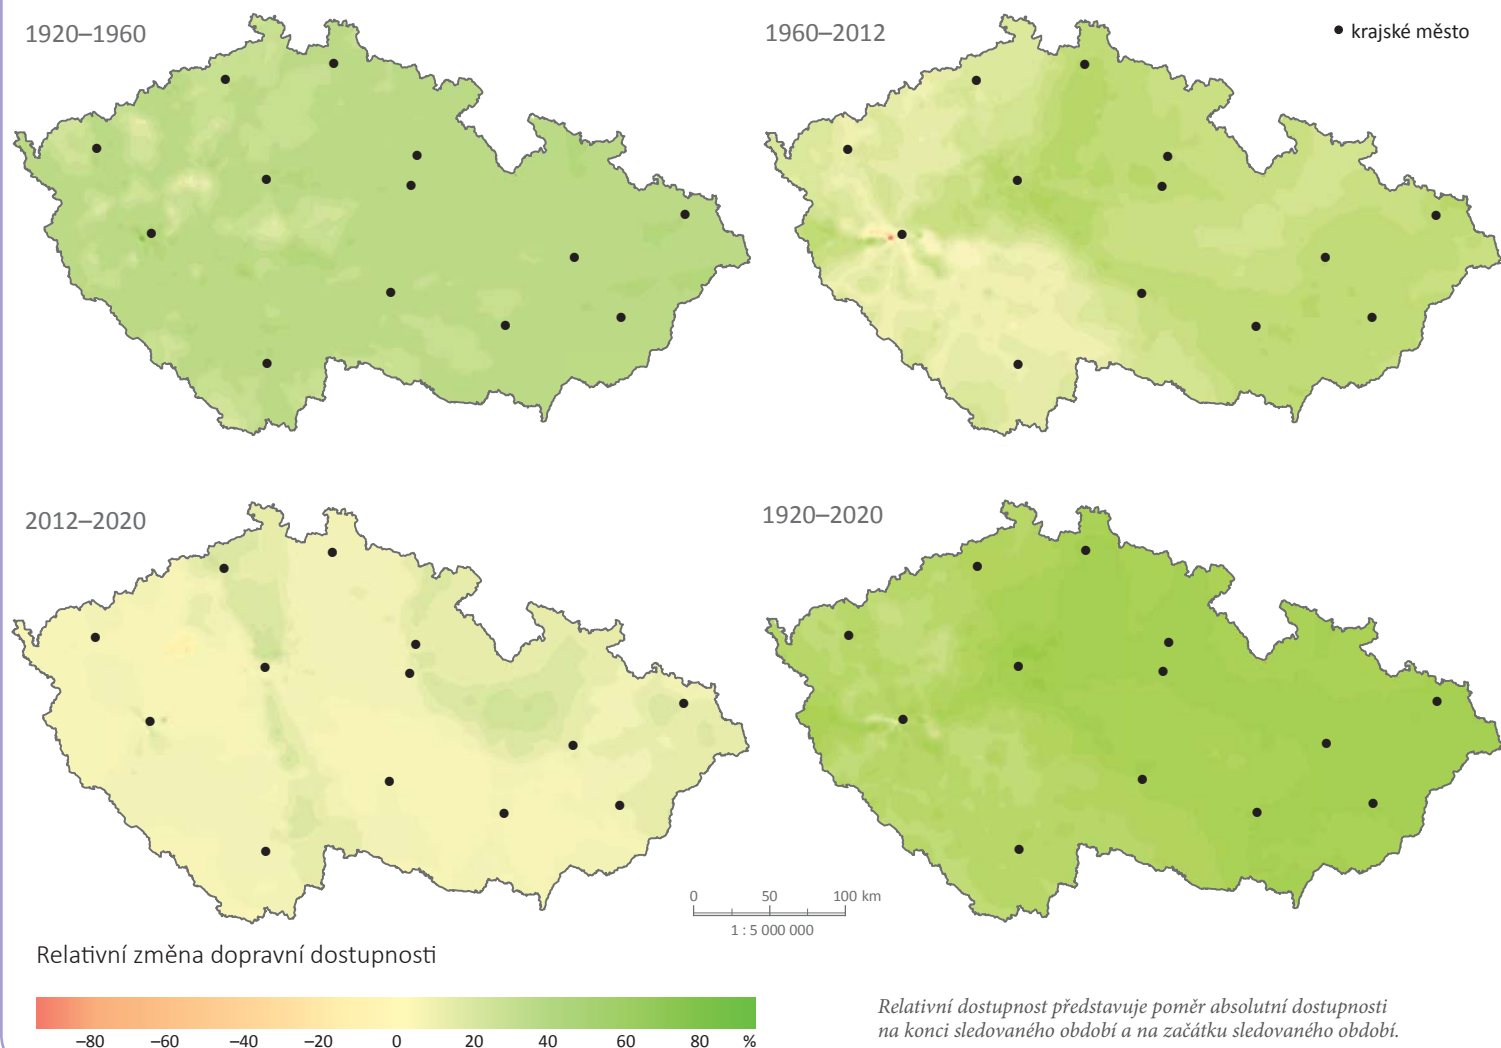 1920–1960
1960–2012
krajské město
2012–2020
1920–2020
0 50 100 km
1 : 5 000 000
Relativní změna dopravní dostupnosti
–80 –60 –40 –20 0 20 40 60 80 %
Relativní dostupnost představuje poměr absolutní dostupnosti
na konci sledovaného období a na začátku sledovaného období.